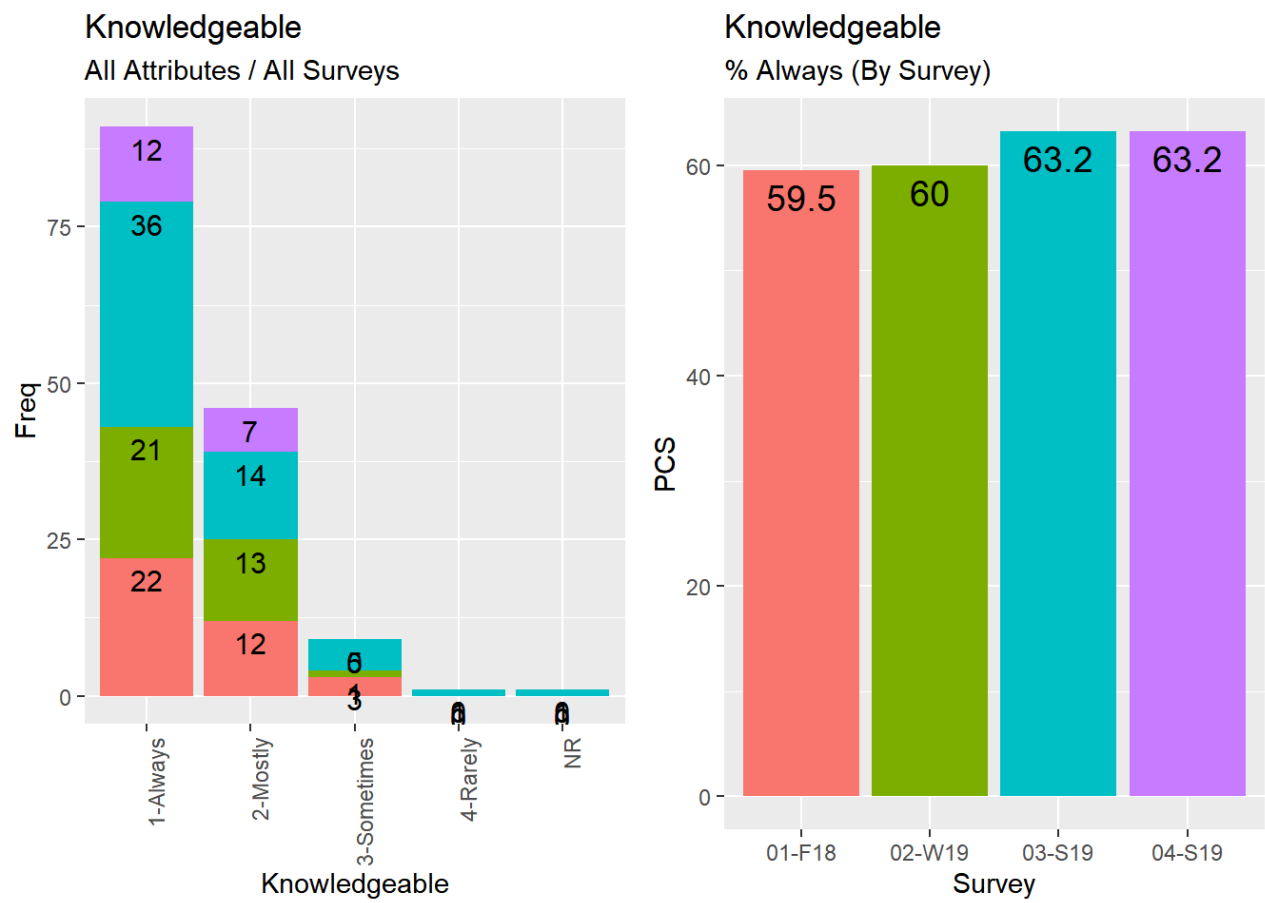 Knowledgeable
All Attributes / All Surveys
Freq
75
50
25
0
12
36
21
22
7
14
13
12
1-Always
2-Mostly
3-Sometimes
4-Rarely
NR
Knowledgeable
Knowledgeable
% Always (By Survey)
PCS
60
40
20
0
59.5
60
63.2
63.2
01-F18
02-W19
03-S19
04-S19
Survey